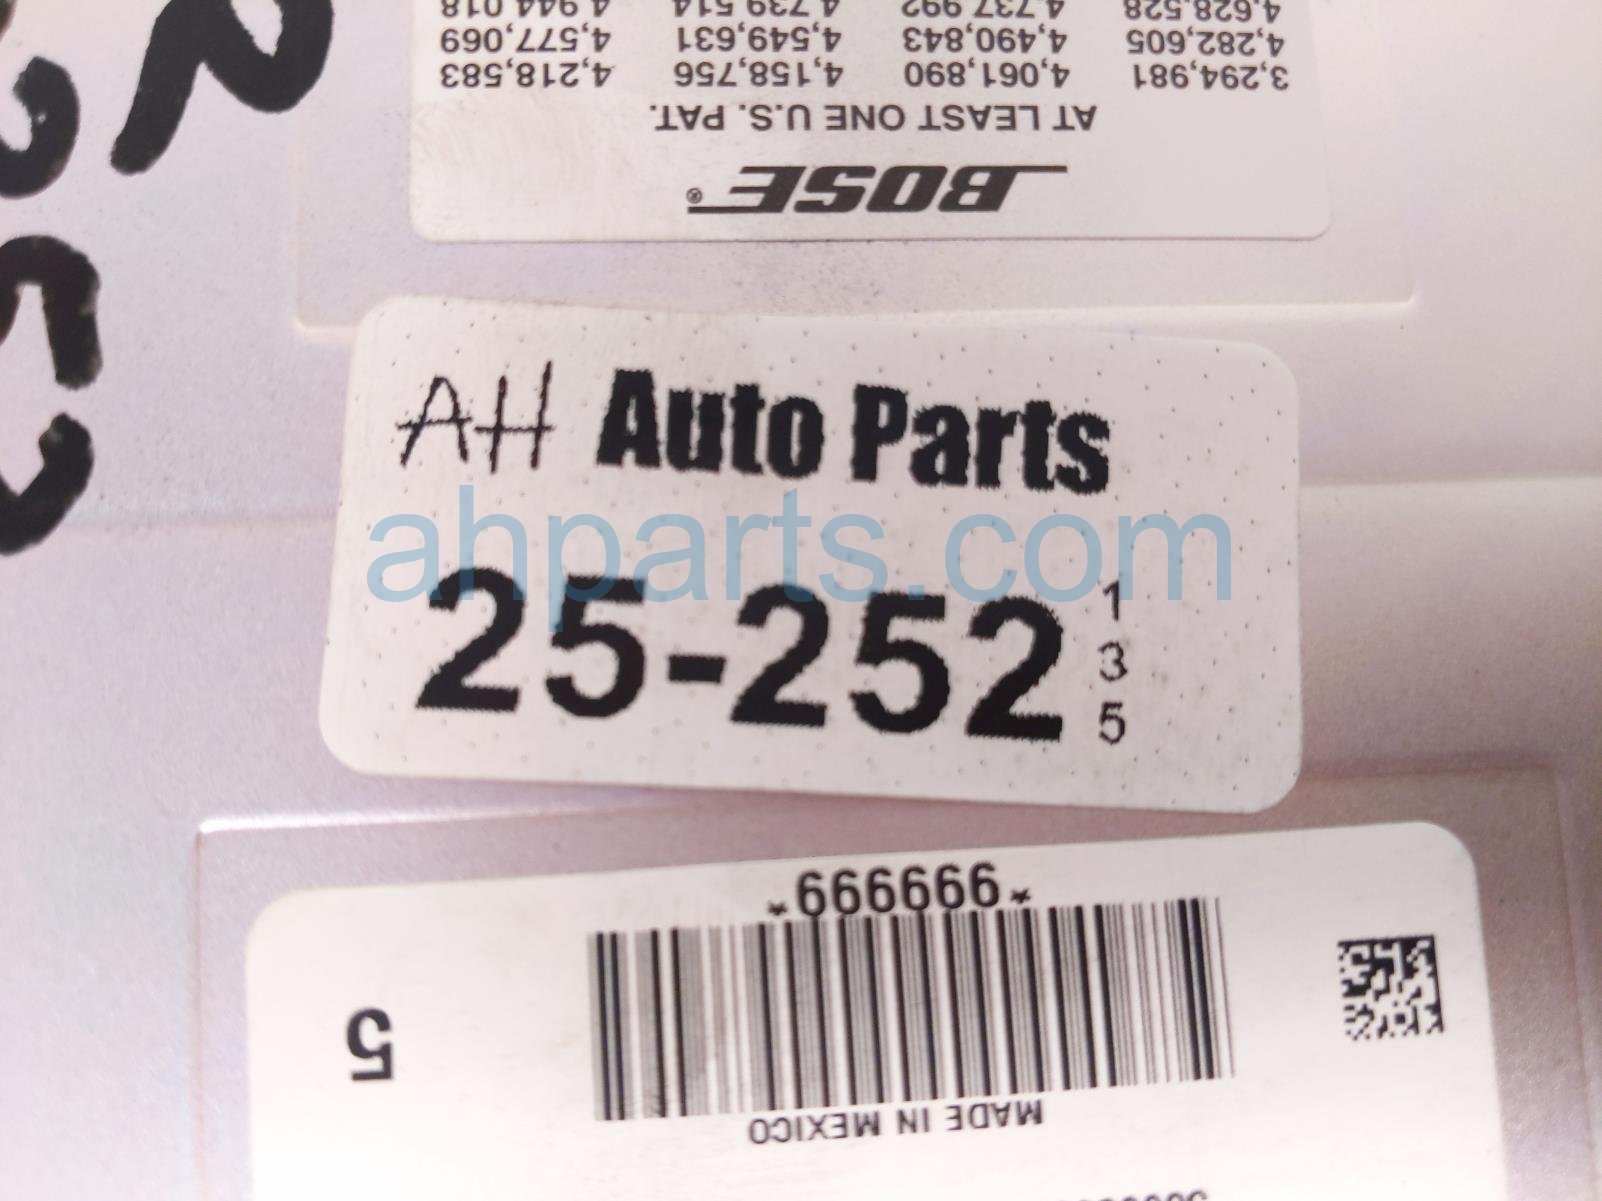 BOSE®
AT LEAST ONE U.S. PAT.
3,294,981 4,061,890 4,158,756 4,218,583
4,282,605 4,490,843 4,549,631 4,577,069
4,628,528 4,737,992 4,739,514 4,944,018
AH Auto Parts
ahparts.com
25-252 1
3
5
MADE IN MEXICO
5
*999999*